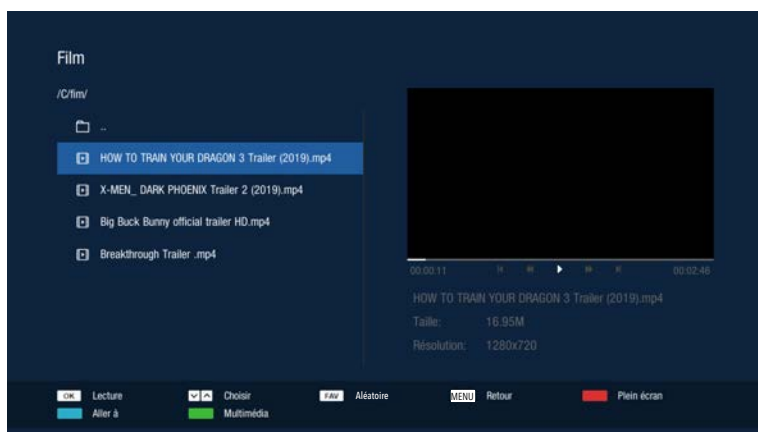 Film
/C/fim/
..
HOW TO TRAIN YOUR DRAGON 3 Trailer (2019).mp4
X-MEN_ DARK PHOENIX Trailer 2 (2019).mp4
Big Buck Bunny official trailer HD.mp4
Breakthrough Trailer .mp4
00:00:11 00:02:46
HOW TO TRAIN YOUR DRAGON 3 Trailer (2019).mp4
Taille: 16.95M
Résolution: 1280x720
OK Lecture Choisir FAV Aléatoire MENU Retour Plein écran
Aller à Multimédia